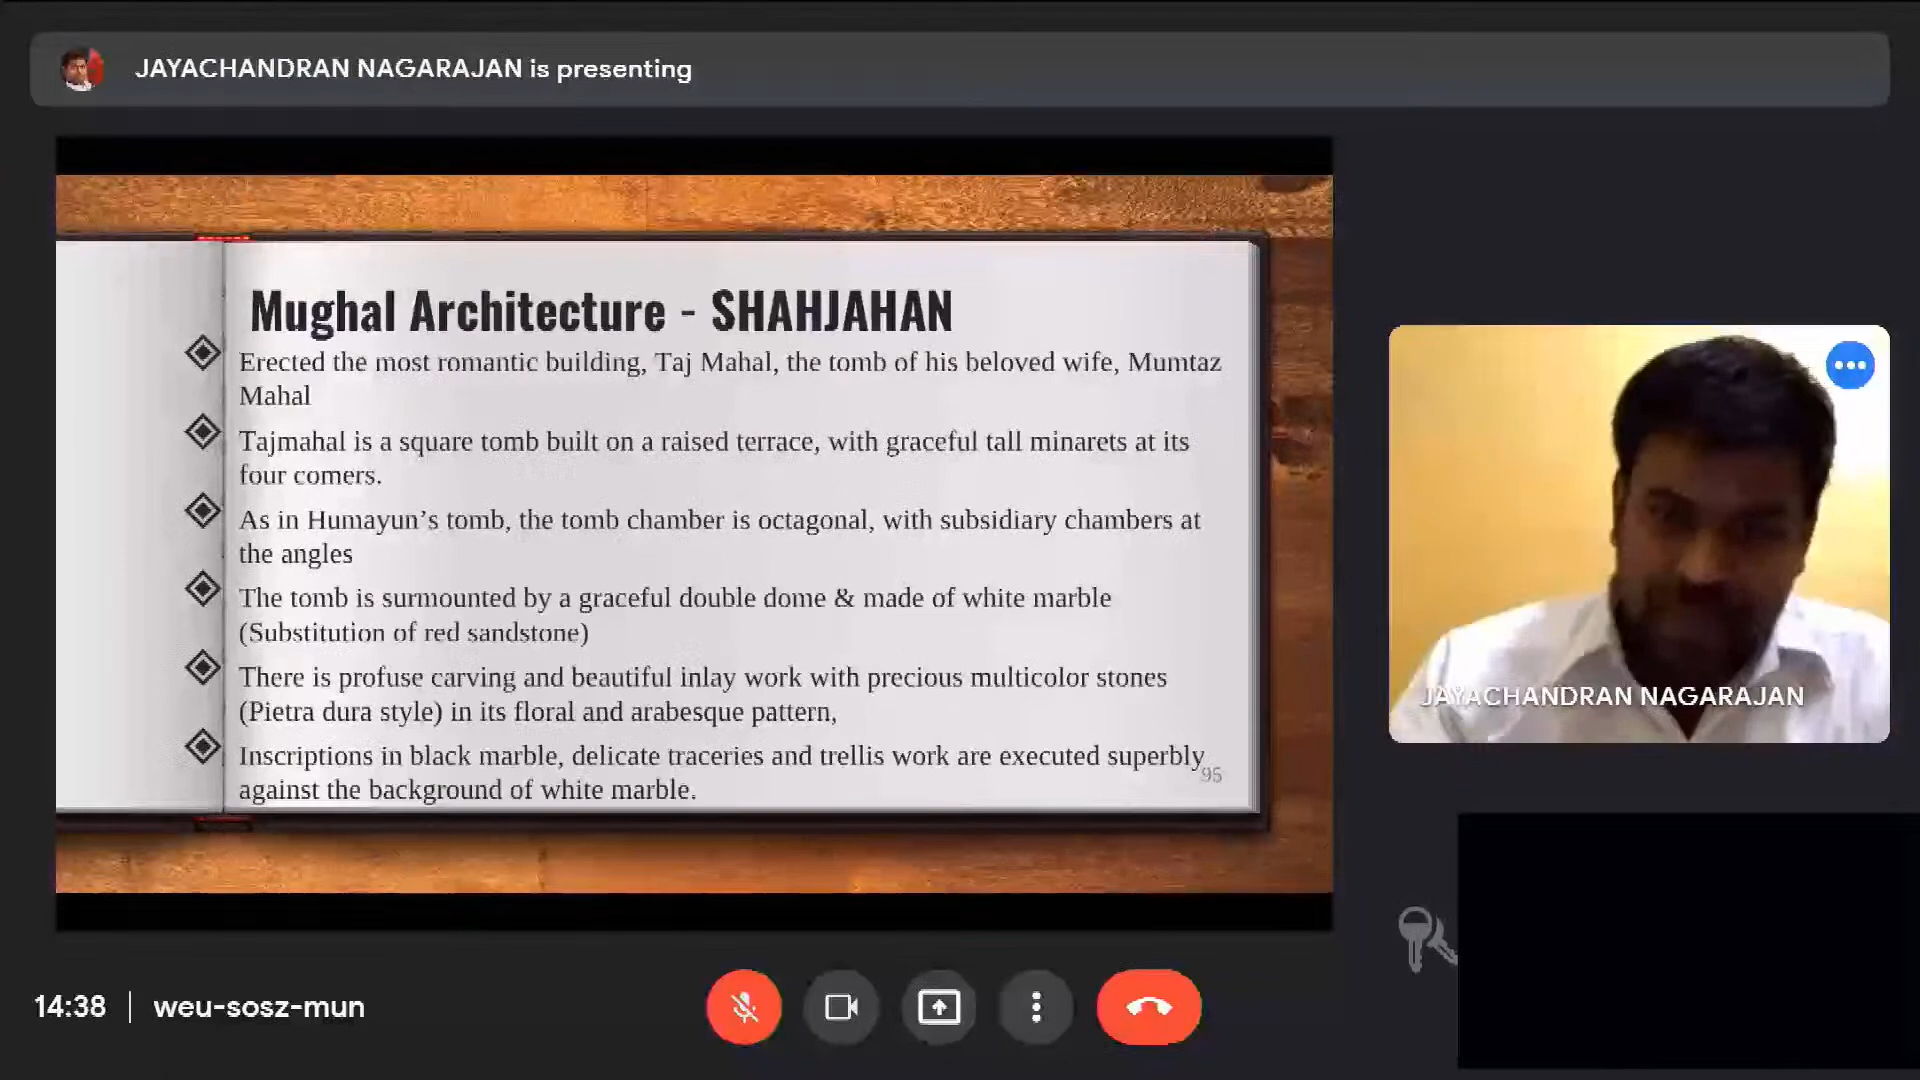 JAYACHANDRAN NAGARAJAN is presenting
Mughal Architecture - SHAHJAHAN
Erected the most romantic building, Taj Mahal, the tomb of his beloved wife, Mumtaz
Mahal
Tajmahal is a square tomb built on a raised terrace, with graceful tall minarets at its
four comers.
As in Humayun’s tomb, the tomb chamber is octagonal, with subsidiary chambers at
the angles
The tomb is surmounted by a graceful double dome & made of white marble
(Substitution of red sandstone)
There is profuse carving and beautiful inlay work with precious multicolor stones
(Pietra dura style) in its floral and arabesque pattern,
Inscriptions in black marble, delicate traceries and trellis work are executed superbly
against the background of white marble.
95
JAYACHANDRAN NAGARAJAN
14:38 | weu-sosz-mun